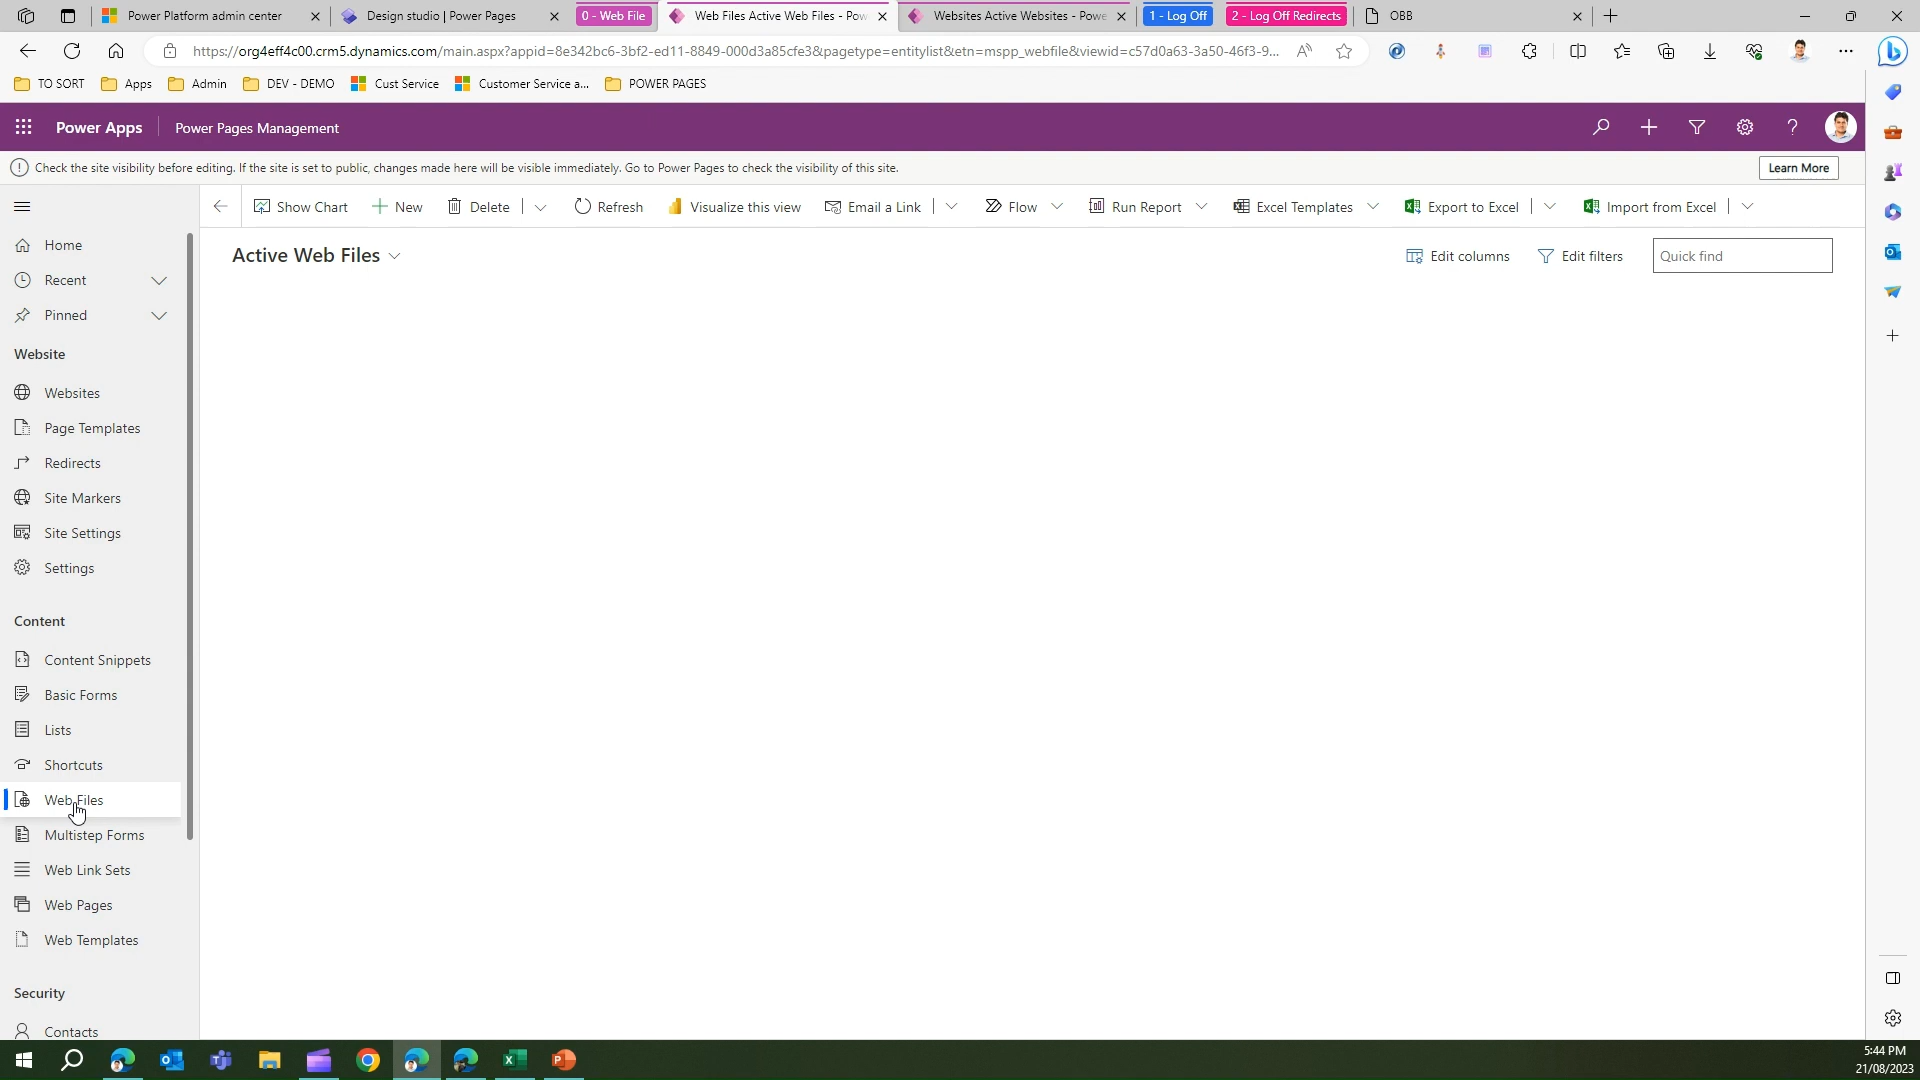 Power Platform admin center
Design studio | Power Pages
0 - Web File
Web Files Active Web Files - Pow
Websites Active Websites - Powe
1 - Log Off
2 - Log Off Redirects
OBB
https://org4eff4c00.crm5.dynamics.com/main.aspx?appid=8e342bc6-3bf2-ed11-8849-000d3a85cfe3&pagetype=entitylist&etn=mspp_webfile&viewid=c57d0a63-3a50-46f3-9...
TO SORT
Apps
Admin
DEV - DEMO
Cust Service
Customer Service a...
POWER PAGES
Power Apps
Power Pages Management
Check the site visibility before editing. If the site is set to public, changes made here will be visible immediately. Go to Power Pages to check the visibility of this site.
Learn More
Show Chart
New
Delete
Refresh
Visualize this view
Email a Link
Flow
Run Report
Excel Templates
Export to Excel
Import from Excel
Active Web Files
Edit columns
Edit filters
Quick find
Home
Recent
Pinned
Website
Websites
Page Templates
Redirects
Site Markers
Site Settings
Settings
Content
Content Snippets
Basic Forms
Lists
Shortcuts
Web Files
Multistep Forms
Web Link Sets
Web Pages
Web Templates
Security
Contacts
5:44 PM
21/08/2023